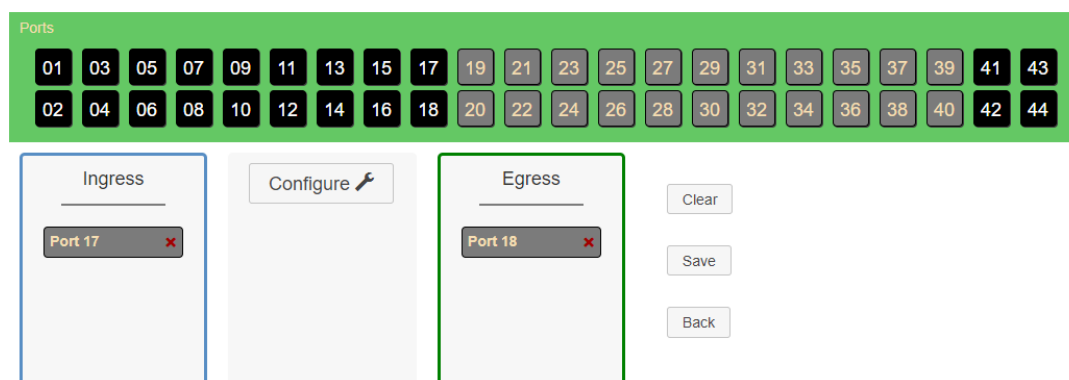 Ports
01 03 05 07 09 11 13 15 17 19 21 23 25 27 29 31 33 35 37 39 41 43
02 04 06 08 10 12 14 16 18 20 22 24 26 28 30 32 34 36 38 40 42 44
Ingress
Port 17
Configure
Egress
Port 18
Clear
Save
Back